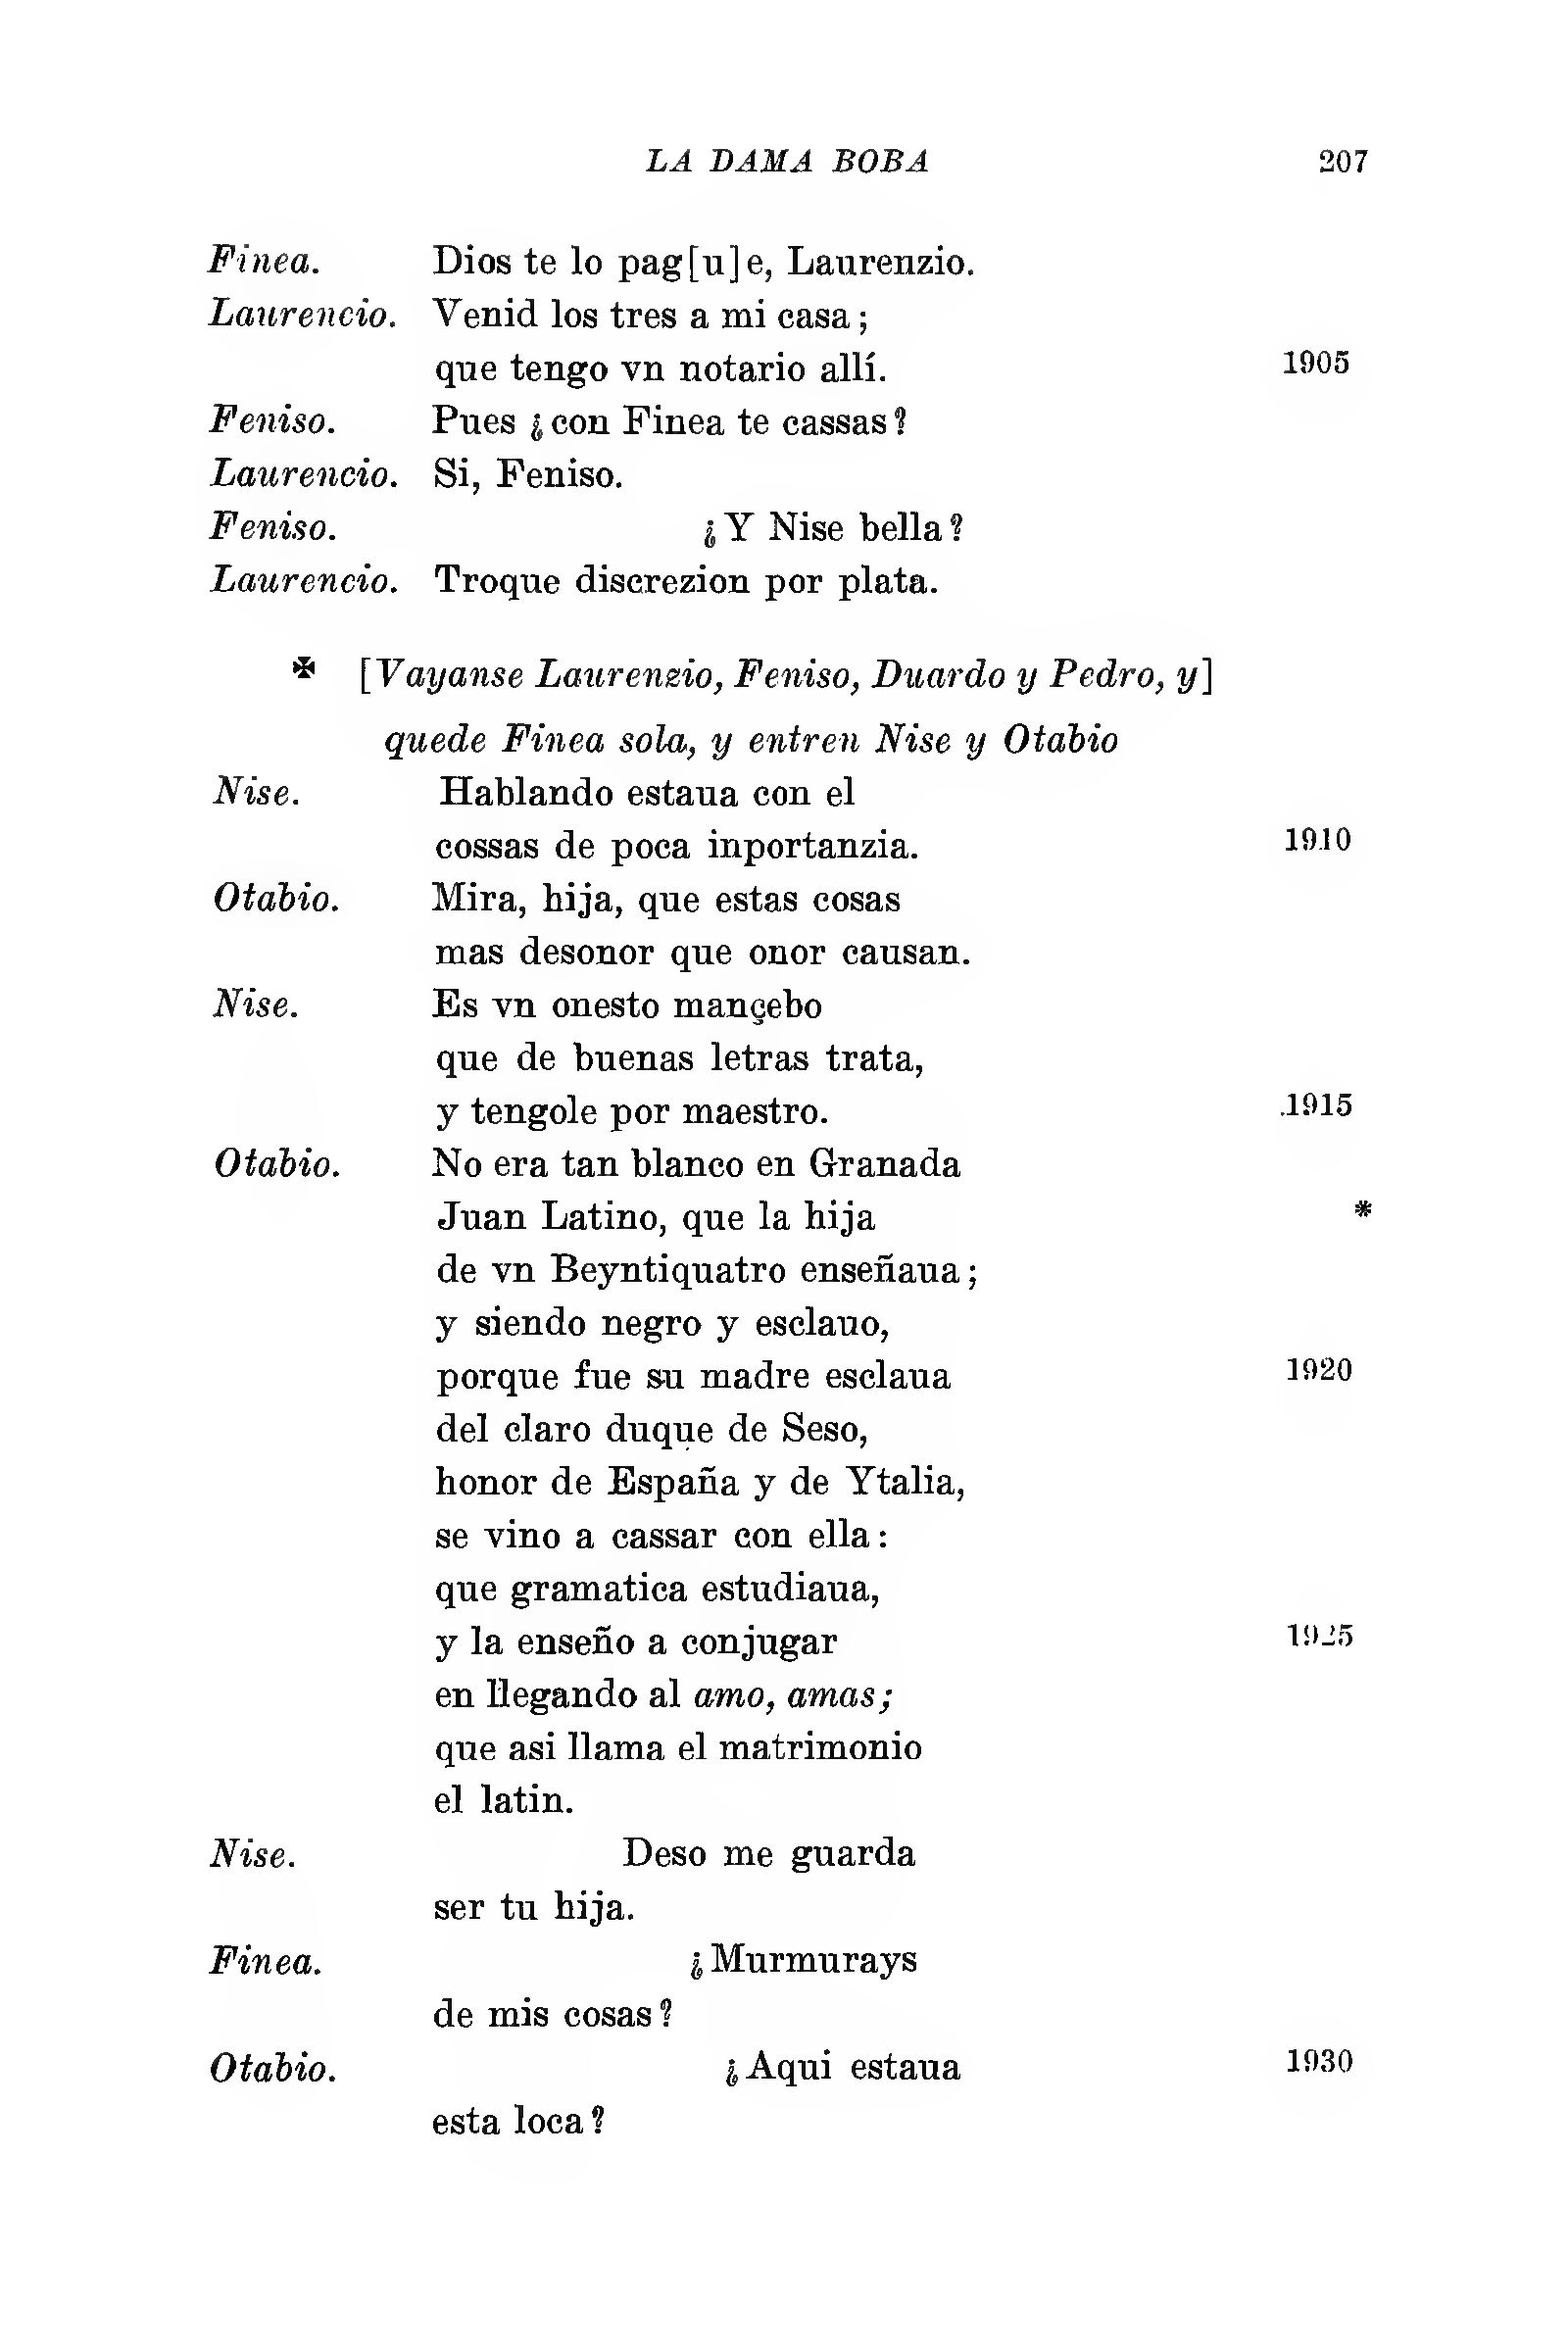 LA DAMA BOBA 207
Finea. Dios te lo pag[u]e, Laurenzio.
Laurencio. Venid los tres a mi casa;
que tengo vn notario allí. 1905
Feniso. Pues ¿con Finea te cassas?
Laurencio. Si, Feniso.
Feniso. ¿Y Nise bella?
Laurencio. Troque discrezion por plata.
✠ [Vayanse Laurenzio, Feniso, Duardo y Pedro, y]
quede Finea sola, y entren Nise y Otabio
Nise. Hablando estaua con el
cossas de poca inportanzia. 1910
Otabio. Mira, hija, que estas cosas
mas desonor que onor causan.
Nise. Es vn onesto mançebo
que de buenas letras trata,
y tengole por maestro. 1915
Otabio. No era tan blanco en Granada
Juan Latino, que la hija *
de vn Beyntiquatro enseñaua;
y siendo negro y esclauo,
porque fue su madre esclaua 1920
del claro duque de Seso,
honor de España y de Ytalia,
se vino a cassar con ella:
que gramatica estudiaua,
y la enseño a conjugar 1925
en llegando al amo, amas;
que asi llama el matrimonio
el latin.
Nise. Deso me guarda
ser tu hija.
Finea. ¿Murmurays
de mis cosas?
Otabio. ¿Aqui estaua 1930
esta loca?